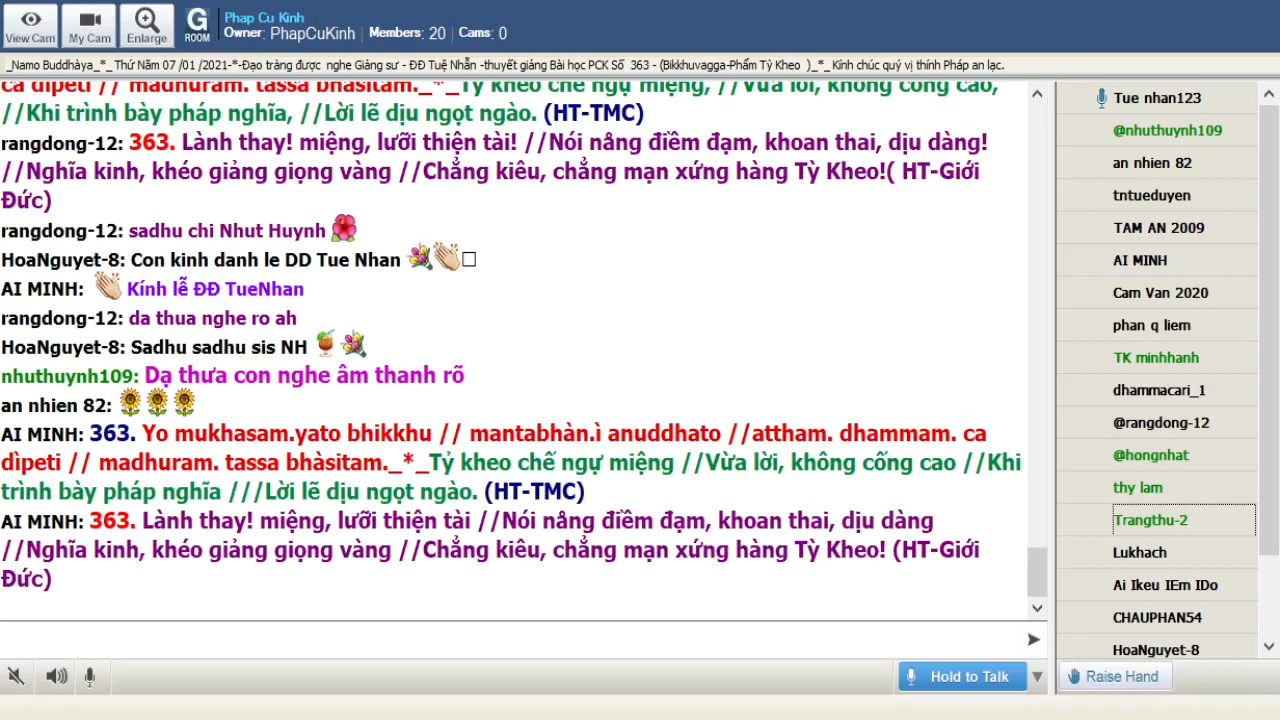 View Cam
My Cam
Enlarge
G
ROOM
Phap Cu Kinh
Owner: PhapCuKinh Members: 20 Cams: 0
_Namo Buddhàya_*_ Thứ Năm 07 /01 /2021-*-Đạo tràng được nghe Giảng sư - ĐĐ Tuệ Nhẫn -thuyết giảng Bài học PCK Số 363 - (Bikkhuvagga-Phẩm Tỳ Kheo )_*_ Kính chúc quý vị thính Pháp an lạc.
ca dìpeti // madhuram. tassa bhàsitam._*_Tỷ kheo chế ngự miệng, //Vừa lời, không cống cao,
//Khi trình bày pháp nghĩa, //Lời lẽ dịu ngọt ngào. (HT-TMC)
rangdong-12: 363. Lành thay! miệng, lưỡi thiện tài! //Nói nằng điềm đạm, khoan thai, dịu dàng!
//Nghĩa kinh, khéo giảng giọng vàng //Chẳng kiêu, chẳng mạn xứng hàng Tỳ Kheo!( HT-Giới
Đức)
rangdong-12: sadhu chi Nhut Huynh
HoaNguyet-8: Con kinh danh le DD Tue Nhan
AI MINH: Kính lễ ĐĐ TueNhan
rangdong-12: da thua nghe ro ah
HoaNguyet-8: Sadhu sadhu sis NH
nhuthuynh109: Dạ thưa con nghe âm thanh rõ
an nhien 82:
AI MINH: 363. Yo mukhasam.yato bhikkhu // mantabhàn.ì anuddhato //attham. dhammam. ca
dìpeti // madhuram. tassa bhàsitam._*_Tỷ kheo chế ngự miệng //Vừa lời, không cống cao //Khi
trình bày pháp nghĩa ///Lời lẽ dịu ngọt ngào. (HT-TMC)
AI MINH: 363. Lành thay! miệng, lưỡi thiện tài //Nói nằng điềm đạm, khoan thai, dịu dàng
//Nghĩa kinh, khéo giảng giọng vàng //Chẳng kiêu, chẳng mạn xứng hàng Tỳ Kheo! (HT-Giới
Đức)
Tue nhan123
@nhuthuynh109
an nhien 82
tntueduyen
TAM AN 2009
AI MINH
Cam Van 2020
phan q liem
TK minhhanh
dhammacari_1
@rangdong-12
@hongnhat
thy lam
Trangthu-2
Lukhach
Ai Ikeu IEm IDo
CHAUPHAN54
HoaNguyet-8
Hold to Talk
Raise Hand